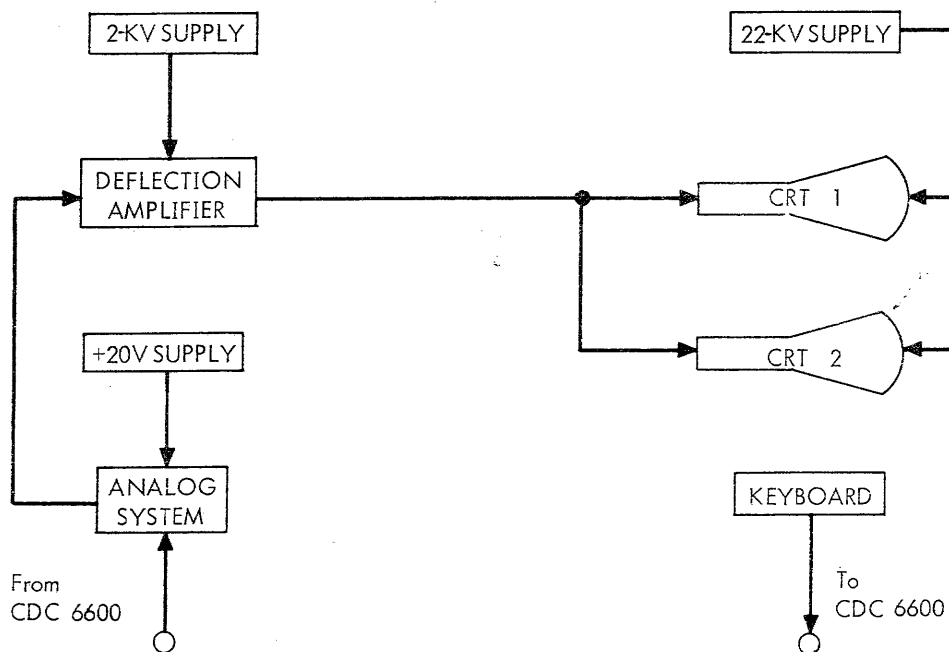 2-KV SUPPLY
22-KV SUPPLY
DEFLECTION
AMPLIFIER
CRT 1
+20V SUPPLY
CRT 2
ANALOG
SYSTEM
KEYBOARD
From
CDC 6600
To
CDC 6600